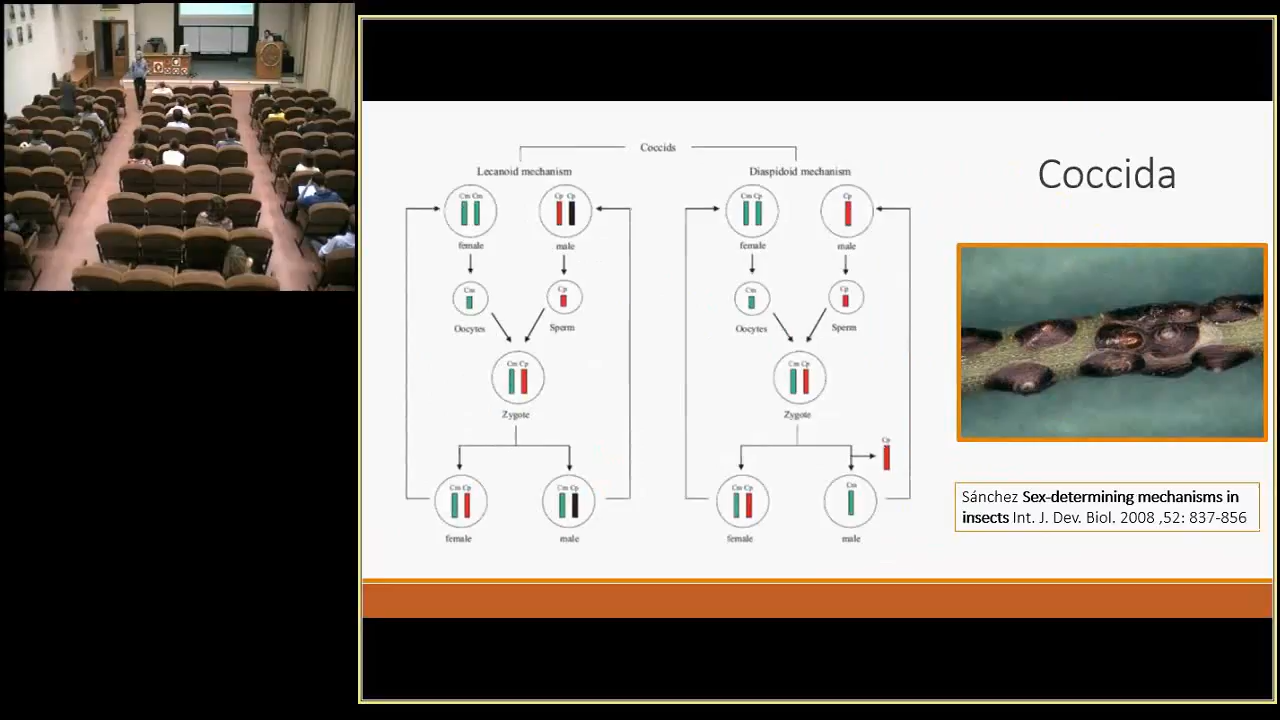 Coccids
Lecanoid mechanism
Diaspidoid mechanism
Cm Cm
Cp Cp
Cm Cp
Cp
female
male
female
male
Cm
Cp
Cm
Cp
Oocytes
Sperm
Oocytes
Sperm
Cm Cp
Cm Cp
Zygote
Zygote
Cp
Cm Cp
Cm Cp
Cm Cp
Cm
female
male
female
male
Coccida
Sánchez Sex-determining mechanisms in
insects Int. J. Dev. Biol. 2008 ,52: 837-856